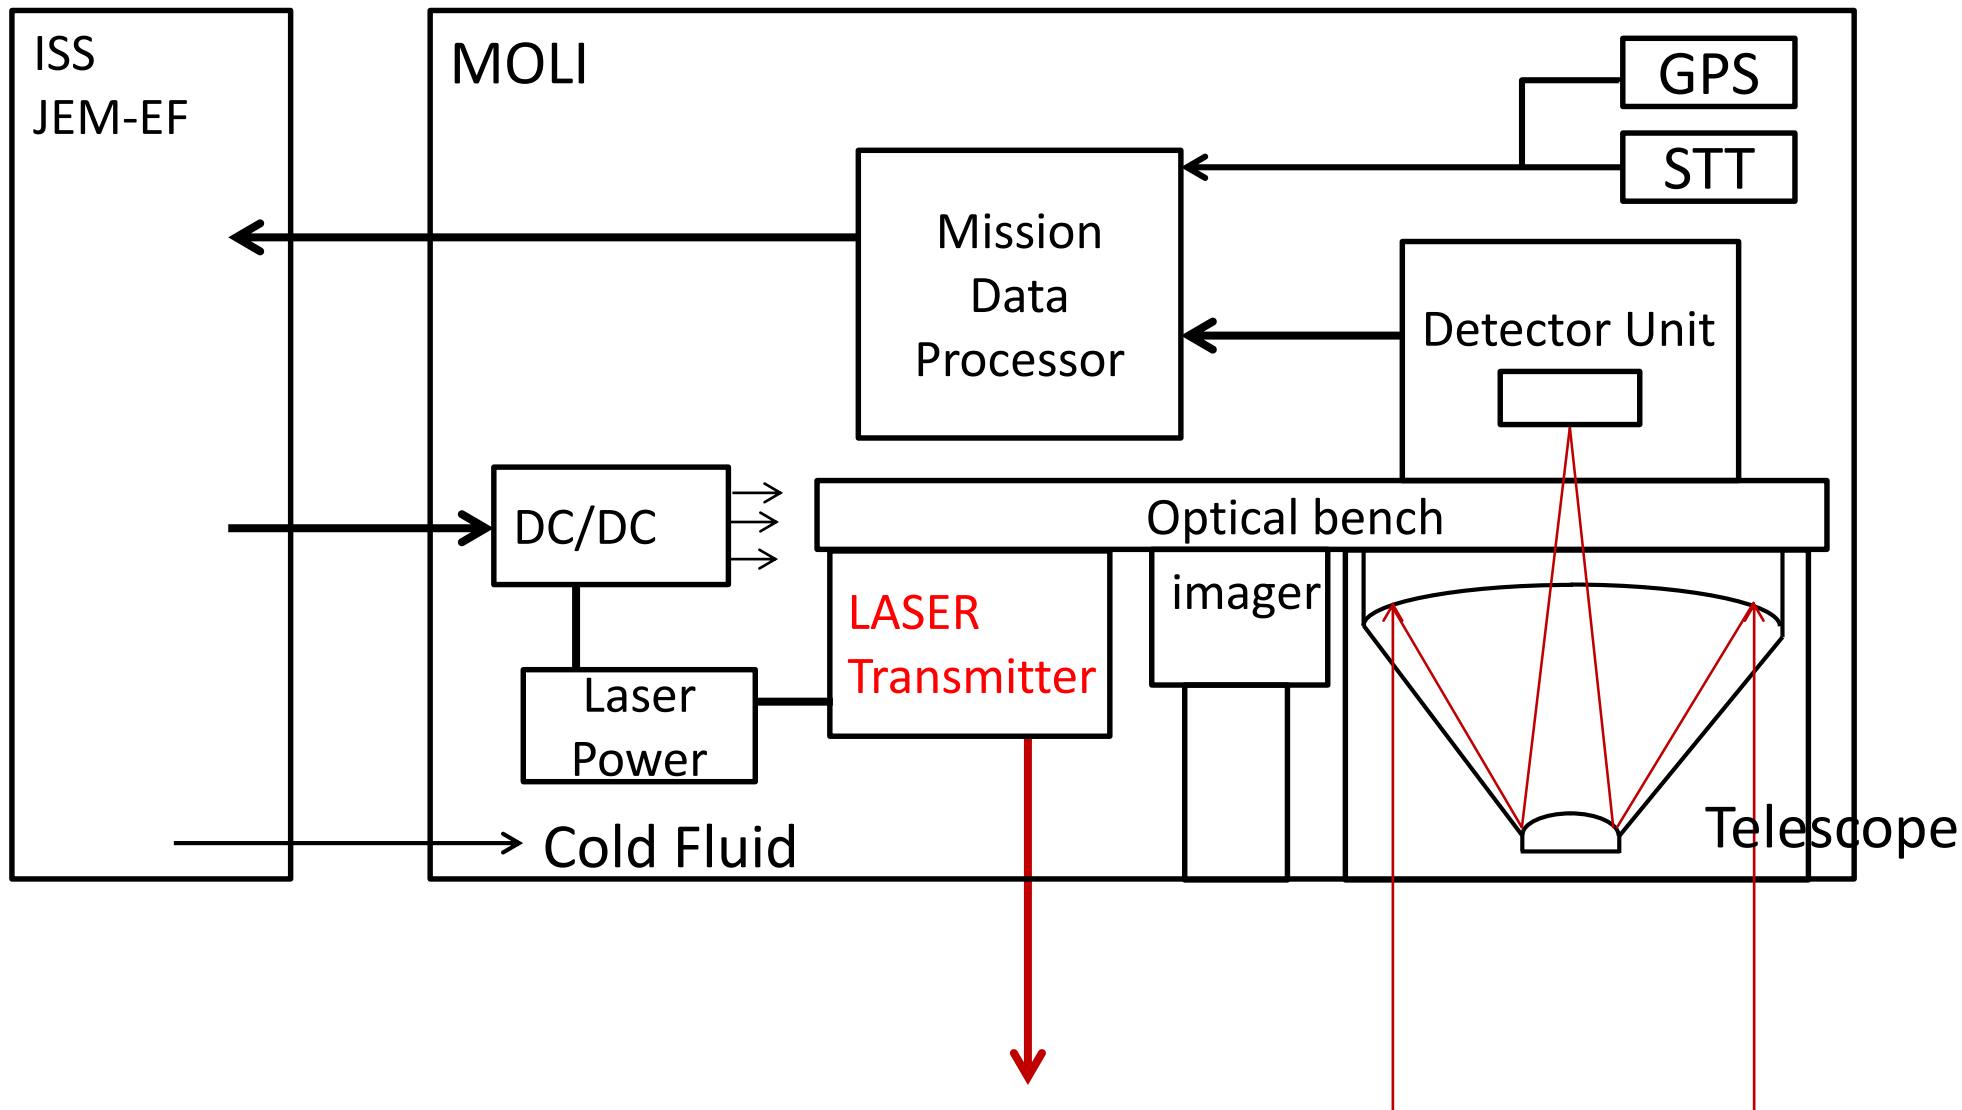 ISS
JEM-EF
MOLI
GPS
STT
Mission
Data
Processor
Detector Unit
DC/DC
Optical bench
LASER
Transmitter
imager
Laser
Power
Telescope
Cold Fluid